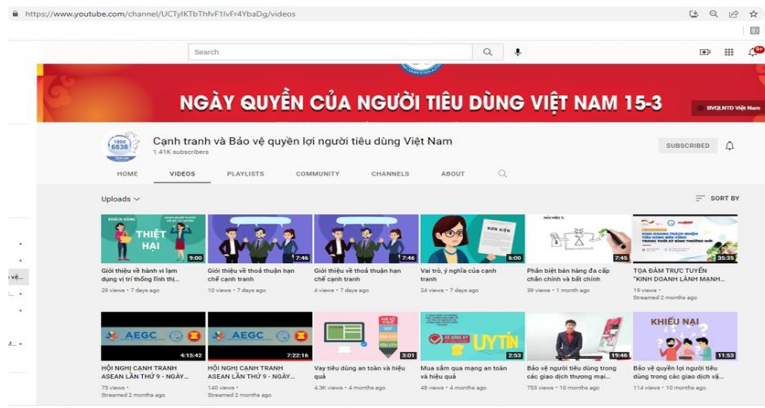 https://www.youtube.com/channel/UCTyIKTbThfvF1IvFr4YbaDg/videos
Search
9+
NGÀY QUYỀN CỦA NGƯỜI TIÊU DÙNG VIỆT NAM 15-3
BVQLNTD Việt Nam
1800
6838
Cạnh tranh và Bảo vệ quyền lợi người tiêu dùng Việt Nam
1.41K subscribers
SUBSCRIBED
HOME VIDEOS PLAYLISTS COMMUNITY CHANNELS ABOUT
Uploads
SORT BY
THIỆT
HẠI
9:00
7:46
7:46
ĐƠN KIỆN
6:00
7:45
35:35
Giới thiệu về hành vi lạm
dụng vị trí thống lĩnh thị...
29 views • 7 days ago
Giới thiệu về thoả thuận hạn
chế cạnh tranh
10 views • 7 days ago
Giới thiệu về thoả thuận hạn
chế cạnh tranh
4 views • 7 days ago
Vai trò, ý nghĩa của cạnh
tranh
24 views • 7 days ago
Phân biệt bán hàng đa cấp
chân chính và bất chính
39 views • 1 month ago
TỌA ĐÀM TRỰC TUYẾN
"KINH DOANH LÀNH MẠNH...
19 views •
Streamed 2 months ago
AEGC
4:15:42
AEGC
7:22:16
3:01
UY TÍN
2:53
19:46
KHIẾU NẠI
11:53
HỘI NGHỊ CẠNH TRANH
ASEAN LẦN THỨ 9 - NGÀY...
75 views •
Streamed 2 months ago
HỘI NGHỊ CẠNH TRANH
ASEAN LẦN THỨ 9 - NGÀY...
140 views •
Streamed 2 months ago
Vay tiêu dùng an toàn và hiệu
quả
4.3K views • 4 months ago
Mua sắm qua mạng an toàn
và hiệu quả
48 views • 4 months ago
Bảo vệ người tiêu dùng trong
các giao dịch thương mại...
753 views • 10 months ago
Bảo vệ quyền lợi người tiêu
dùng trong các giao dịch và...
114 views • 10 months ago